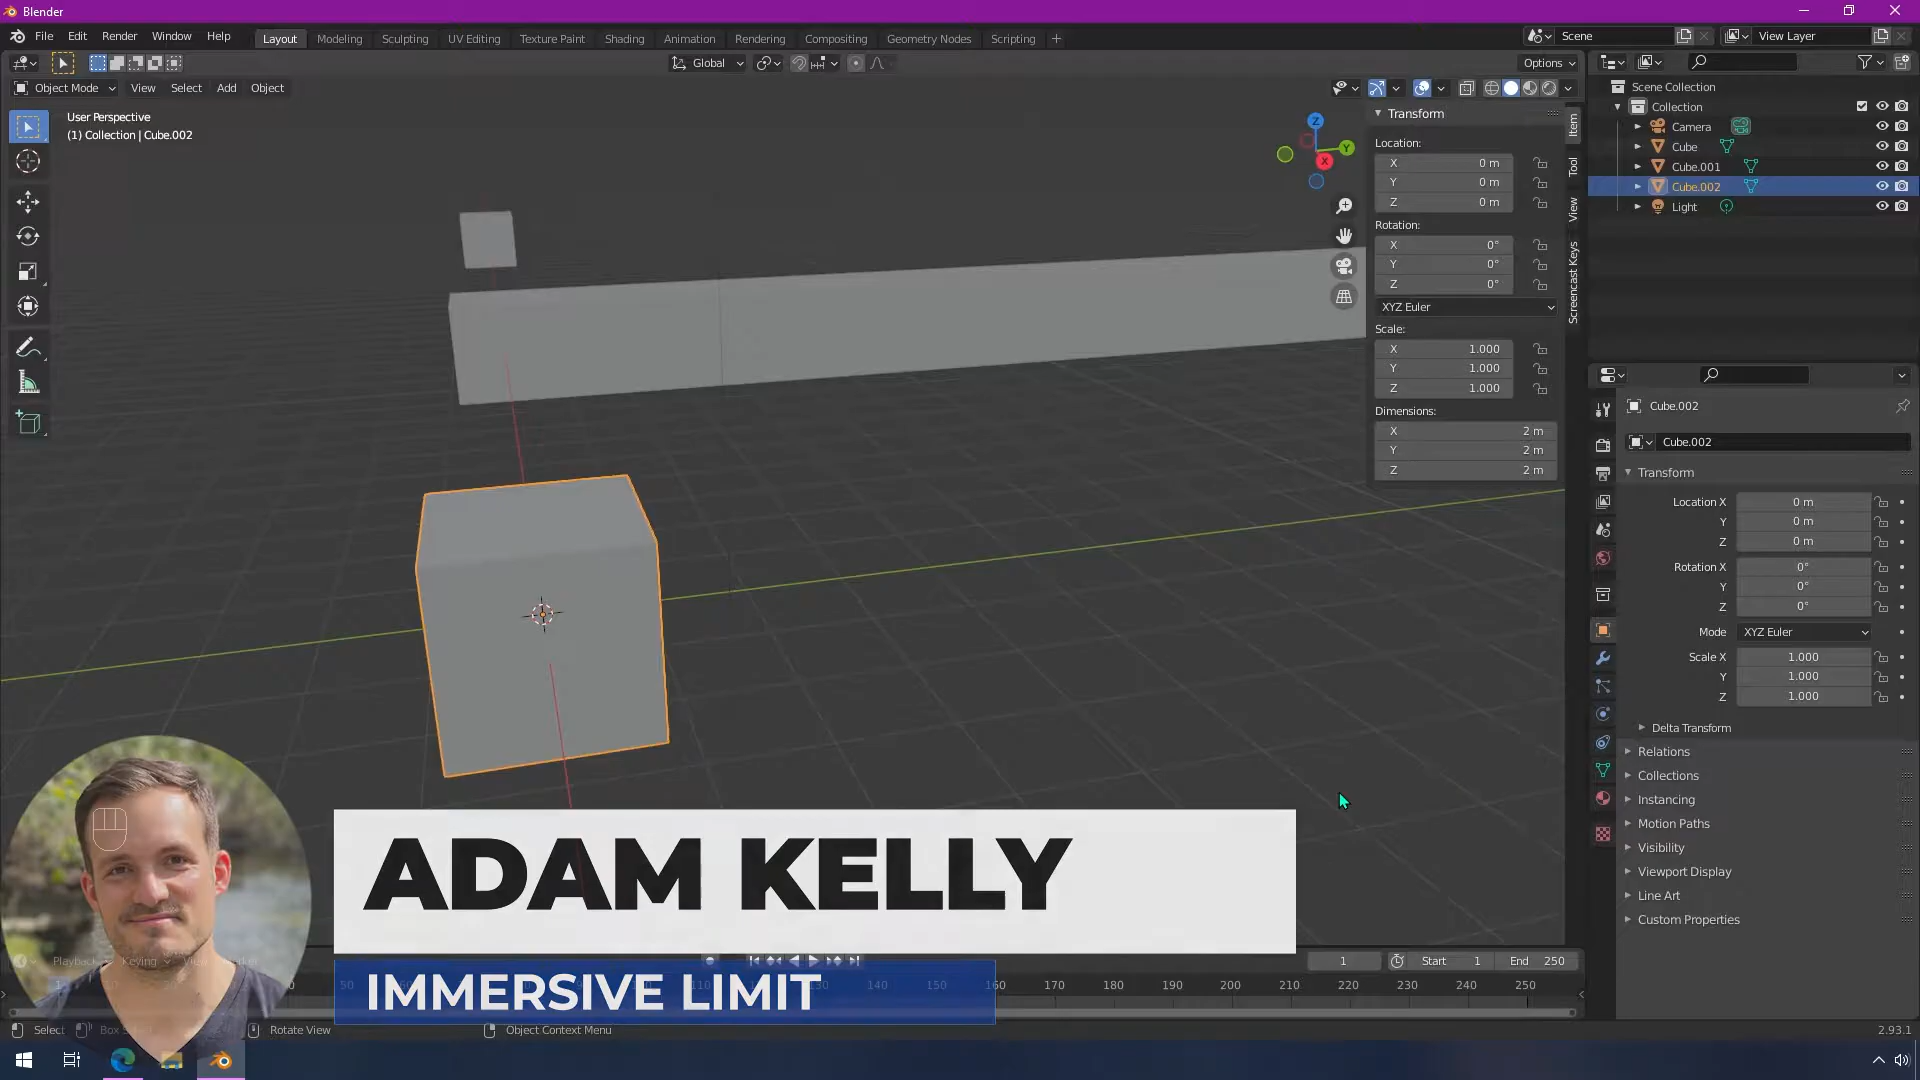 Blender
File Edit Render Window Help Layout Modeling Sculpting UV Editing Texture Paint Shading Animation Rendering Compositing Geometry Nodes Scripting + Scene View Layer
Global Options
Object Mode View Select Add Object
User Perspective
(1) Collection | Cube.002
Z
Y
X
Transform
Location:
X 0 m
Y 0 m
Z 0 m
Rotation:
X 0°
Y 0°
Z 0°
XYZ Euler
Scale:
X 1.000
Y 1.000
Z 1.000
Dimensions:
X 2 m
Y 2 m
Z 2 m
Item
Tool
View
Screencast Keys
Scene Collection
Collection
Camera
Cube
Cube.001
Cube.002
Light
Cube.002
Cube.002
Transform
Location X 0 m
Y 0 m
Z 0 m
Rotation X 0°
Y 0°
Z 0°
Mode XYZ Euler
Scale X 1.000
Y 1.000
Z 1.000
Delta Transform
Relations
Collections
Instancing
Motion Paths
Visibility
Viewport Display
Line Art
Custom Properties
ADAM KELLY
IMMERSIVE LIMIT
Playback Keying 1 Start 1 End 250
50 130 140 150 160 170 180 190 200 210 220 230 240 250
Select Rotate View Object Context Menu 2.93.1